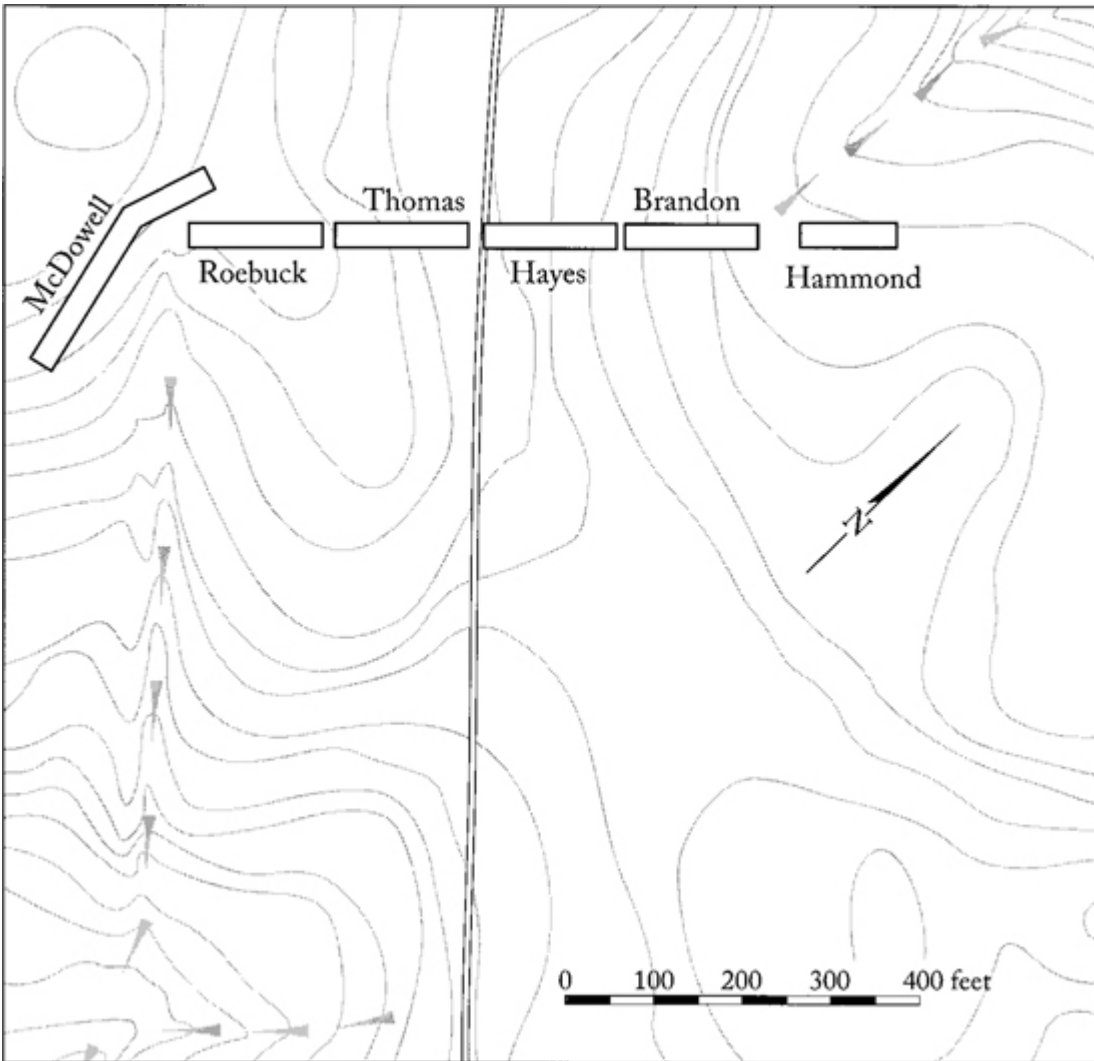 Thomas
Brandon
McDowell
Roebuck
Hayes
Hammond
N
0 100 200 300 400 feet